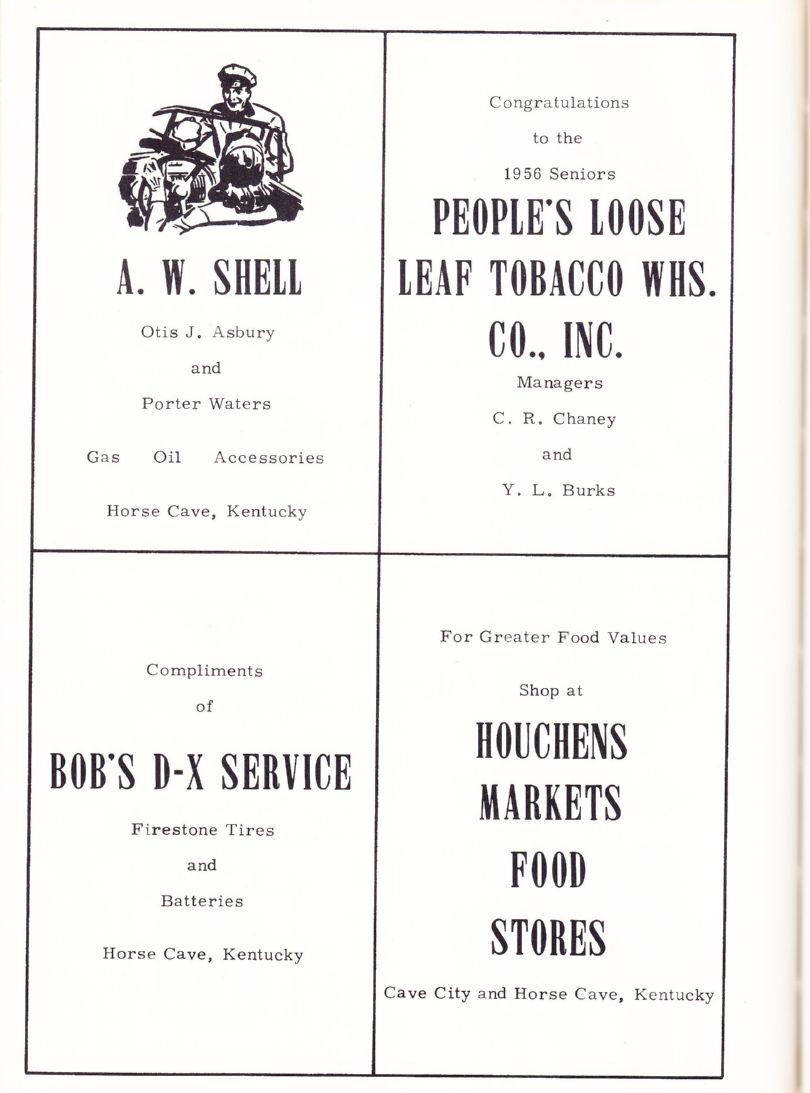 A. W. SHELL
Otis J. Asbury
and
Porter Waters
Gas Oil Accessories
Horse Cave, Kentucky
Congratulations
to the
1956 Seniors
PEOPLE'S LOOSE
LEAF TOBACCO WHS.
CO., INC.
Managers
C. R. Chaney
and
Y. L. Burks
Compliments
of
BOB'S D-X SERVICE
Firestone Tires
and
Batteries
Horse Cave, Kentucky
For Greater Food Values
Shop at
HOUCHENS
MARKETS
FOOD
STORES
Cave City and Horse Cave, Kentucky